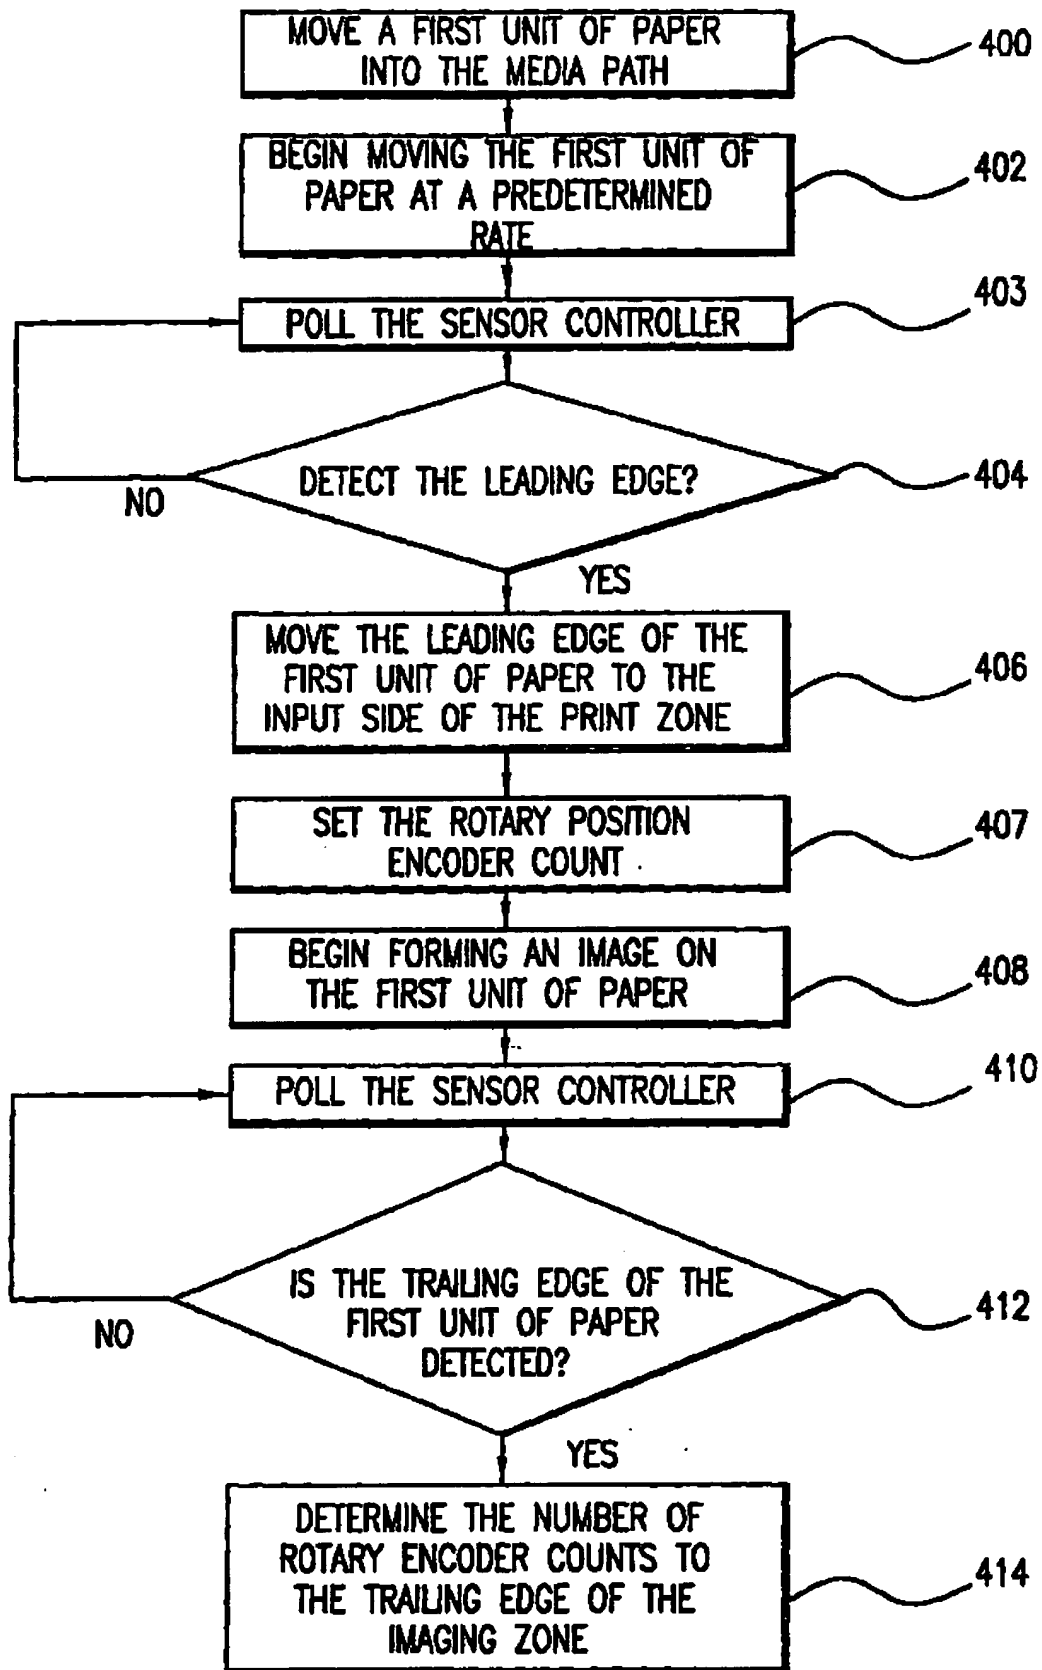 MOVE A FIRST UNIT OF PAPER
INTO THE MEDIA PATH
400
BEGIN MOVING THE FIRST UNIT OF
PAPER AT A PREDETERMINED
RATE
402
POLL THE SENSOR CONTROLLER
403
DETECT THE LEADING EDGE?
404
NO
YES
MOVE THE LEADING EDGE OF THE
FIRST UNIT OF PAPER TO THE
INPUT SIDE OF THE PRINT ZONE
406
SET THE ROTARY POSITION
ENCODER COUNT
407
BEGIN FORMING AN IMAGE ON
THE FIRST UNIT OF PAPER
408
POLL THE SENSOR CONTROLLER
410
IS THE TRAILING EDGE OF THE
FIRST UNIT OF PAPER
DETECTED?
412
NO
YES
DETERMINE THE NUMBER OF
ROTARY ENCODER COUNTS TO
THE TRAILING EDGE OF THE
IMAGING ZONE
414